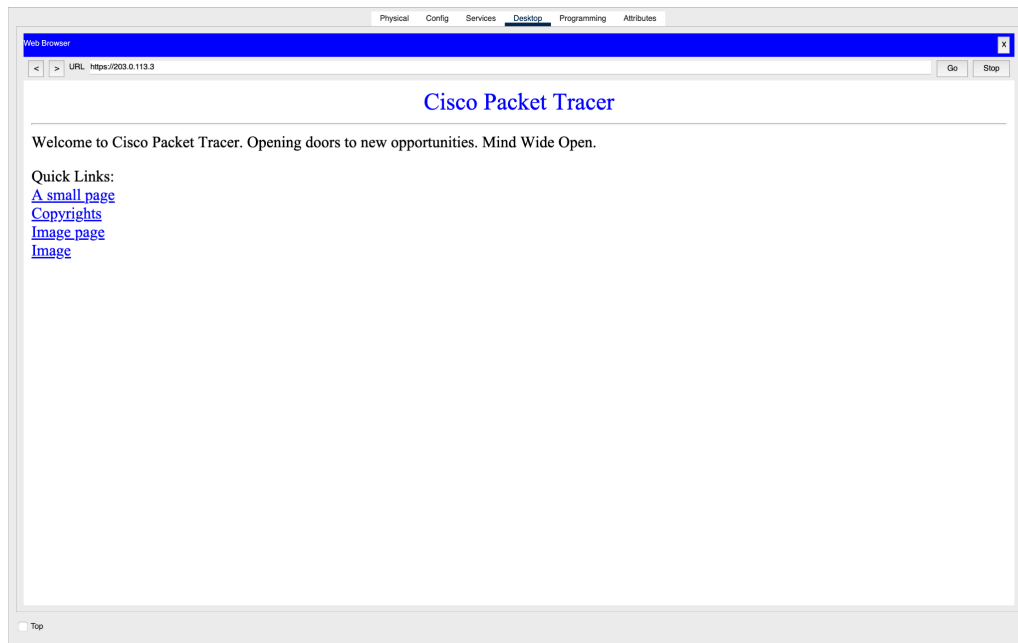 Physical Config Services Desktop Programming Attributes
Web Browser X
< > URL https://203.0.113.3 Go Stop
Cisco Packet Tracer
Welcome to Cisco Packet Tracer. Opening doors to new opportunities. Mind Wide Open.
Quick Links:
A small page
Copyrights
Image page
Image
Top